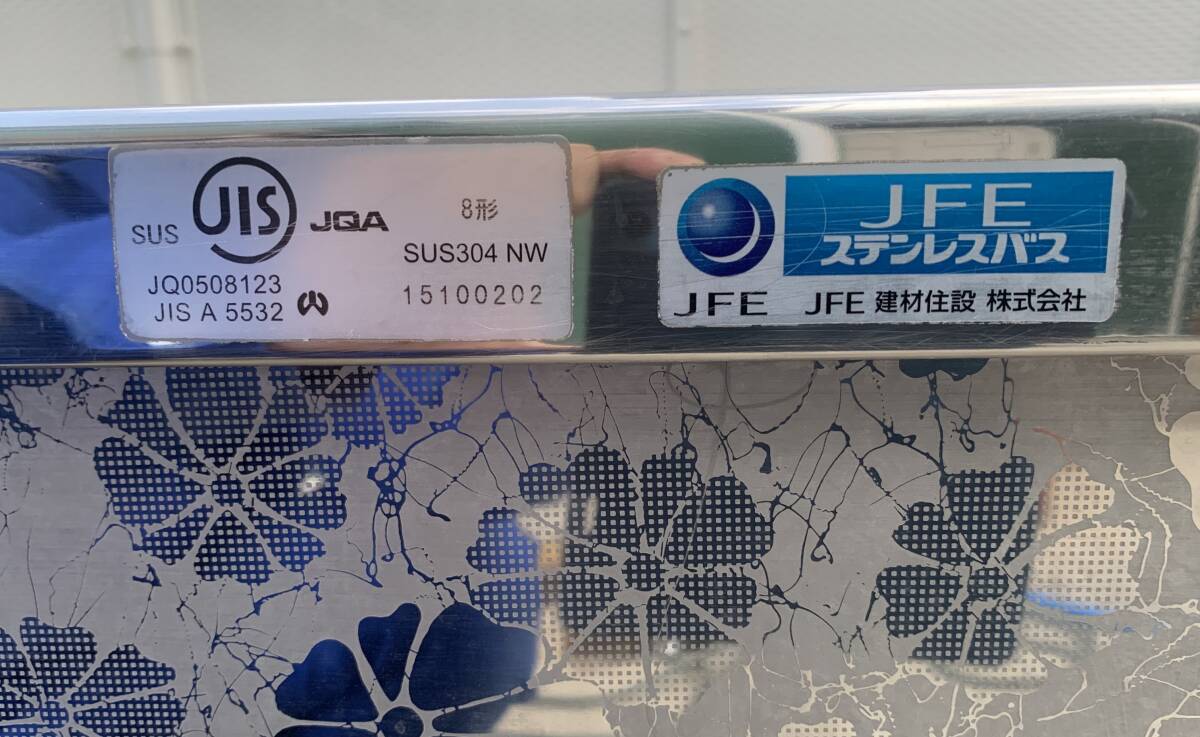 SUS JIS JQA
8形
SUS304 NW
JQ0508123
JIS A 5532
15100202
JFE
ステンレスバス
JFE JFE 建材住設 株式会社